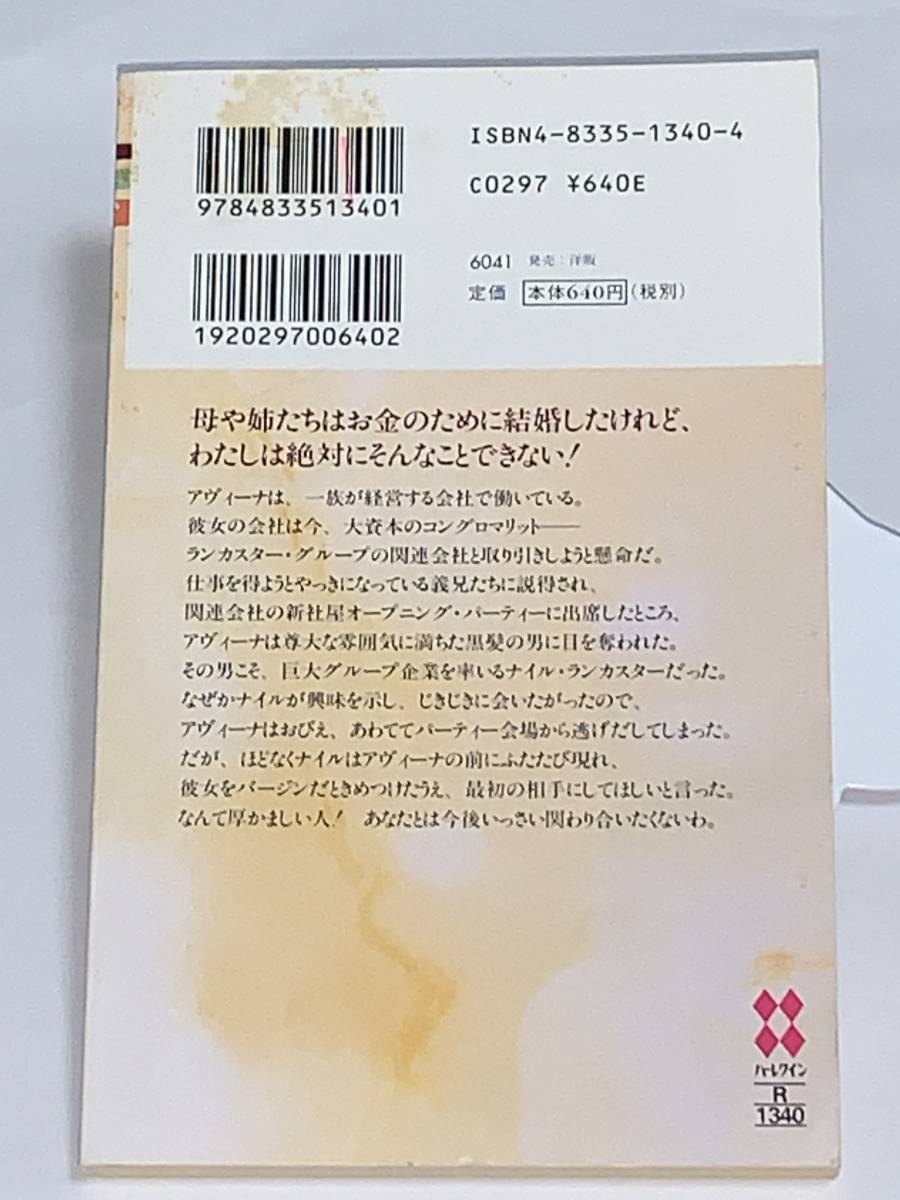 ISBN4-8335-1340-4
C0297 ¥640E
9784833513401
6041 発売：洋販
定価 本体640円(税別)
1920297006402
母や姉たちはお金のために結婚したけれど、
わたしは絶対にそんなことできない！
アヴィーナは、一族が経営する会社で働いている。
彼女の会社は今、大資本のコングロマリット──
ランカスター・グループの関連会社と取り引きしようと懸命だ。
仕事を得ようとやっきになっている義兄たちに説得され、
関連会社の新社屋オープニング・パーティーに出席したところ、
アヴィーナは尊大な雰囲気に満ちた黒髪の男に目を奪われた。
その男こそ、巨大グループ企業を率いるナイル・ランカスターだった。
なぜかナイルが興味を示し、じきじきに会いたがったので、
アヴィーナはおびえ、あわててパーティー会場から逃げだしてしまった。
だが、ほどなくナイルはアヴィーナの前にふたたび現れ、
彼女をバージンだときめつけたうえ、最初の相手にしてほしいと言った。
なんて厚かましい人！　あなたとは今後いっさい関わり合いたくないわ。
ハーレクイン
R
1340